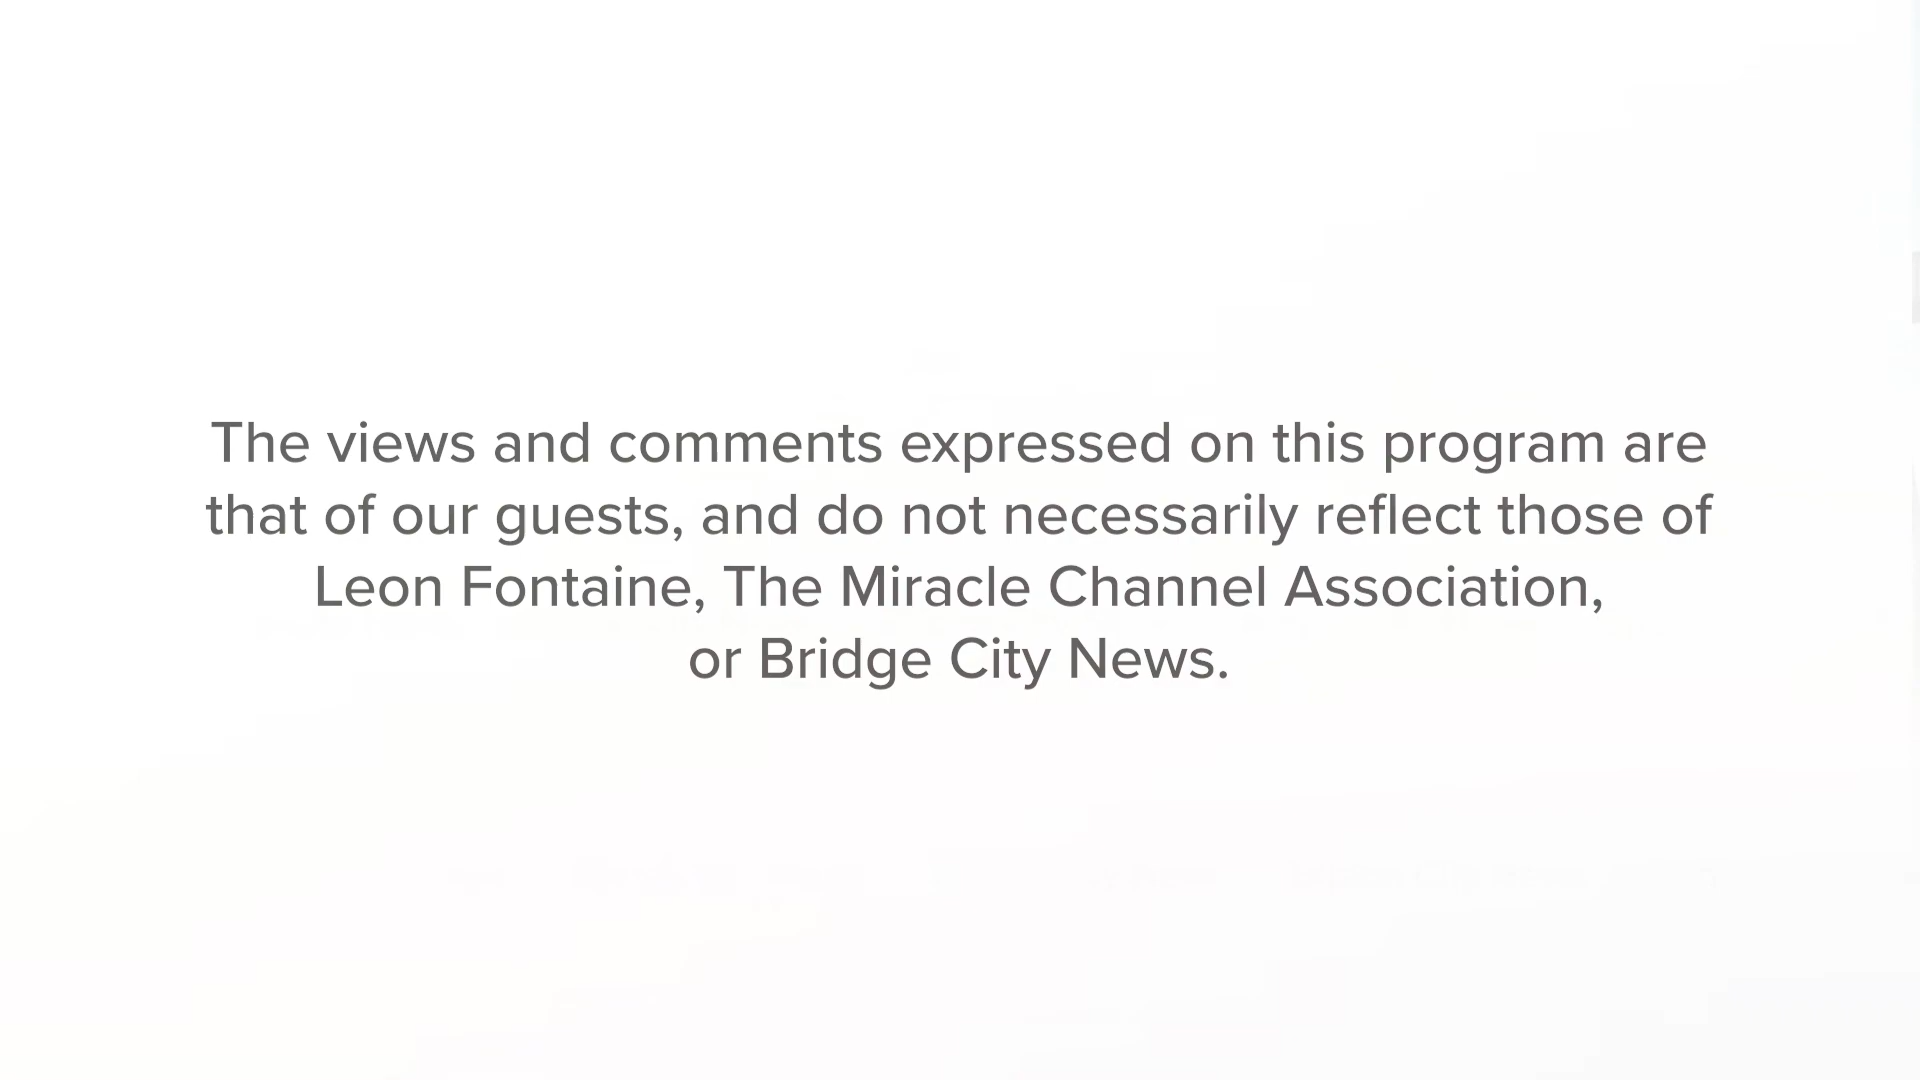 The views and comments expressed on this program are
that of our guests, and do not necessarily reflect those of
Leon Fontaine, The Miracle Channel Association,
or Bridge City News.